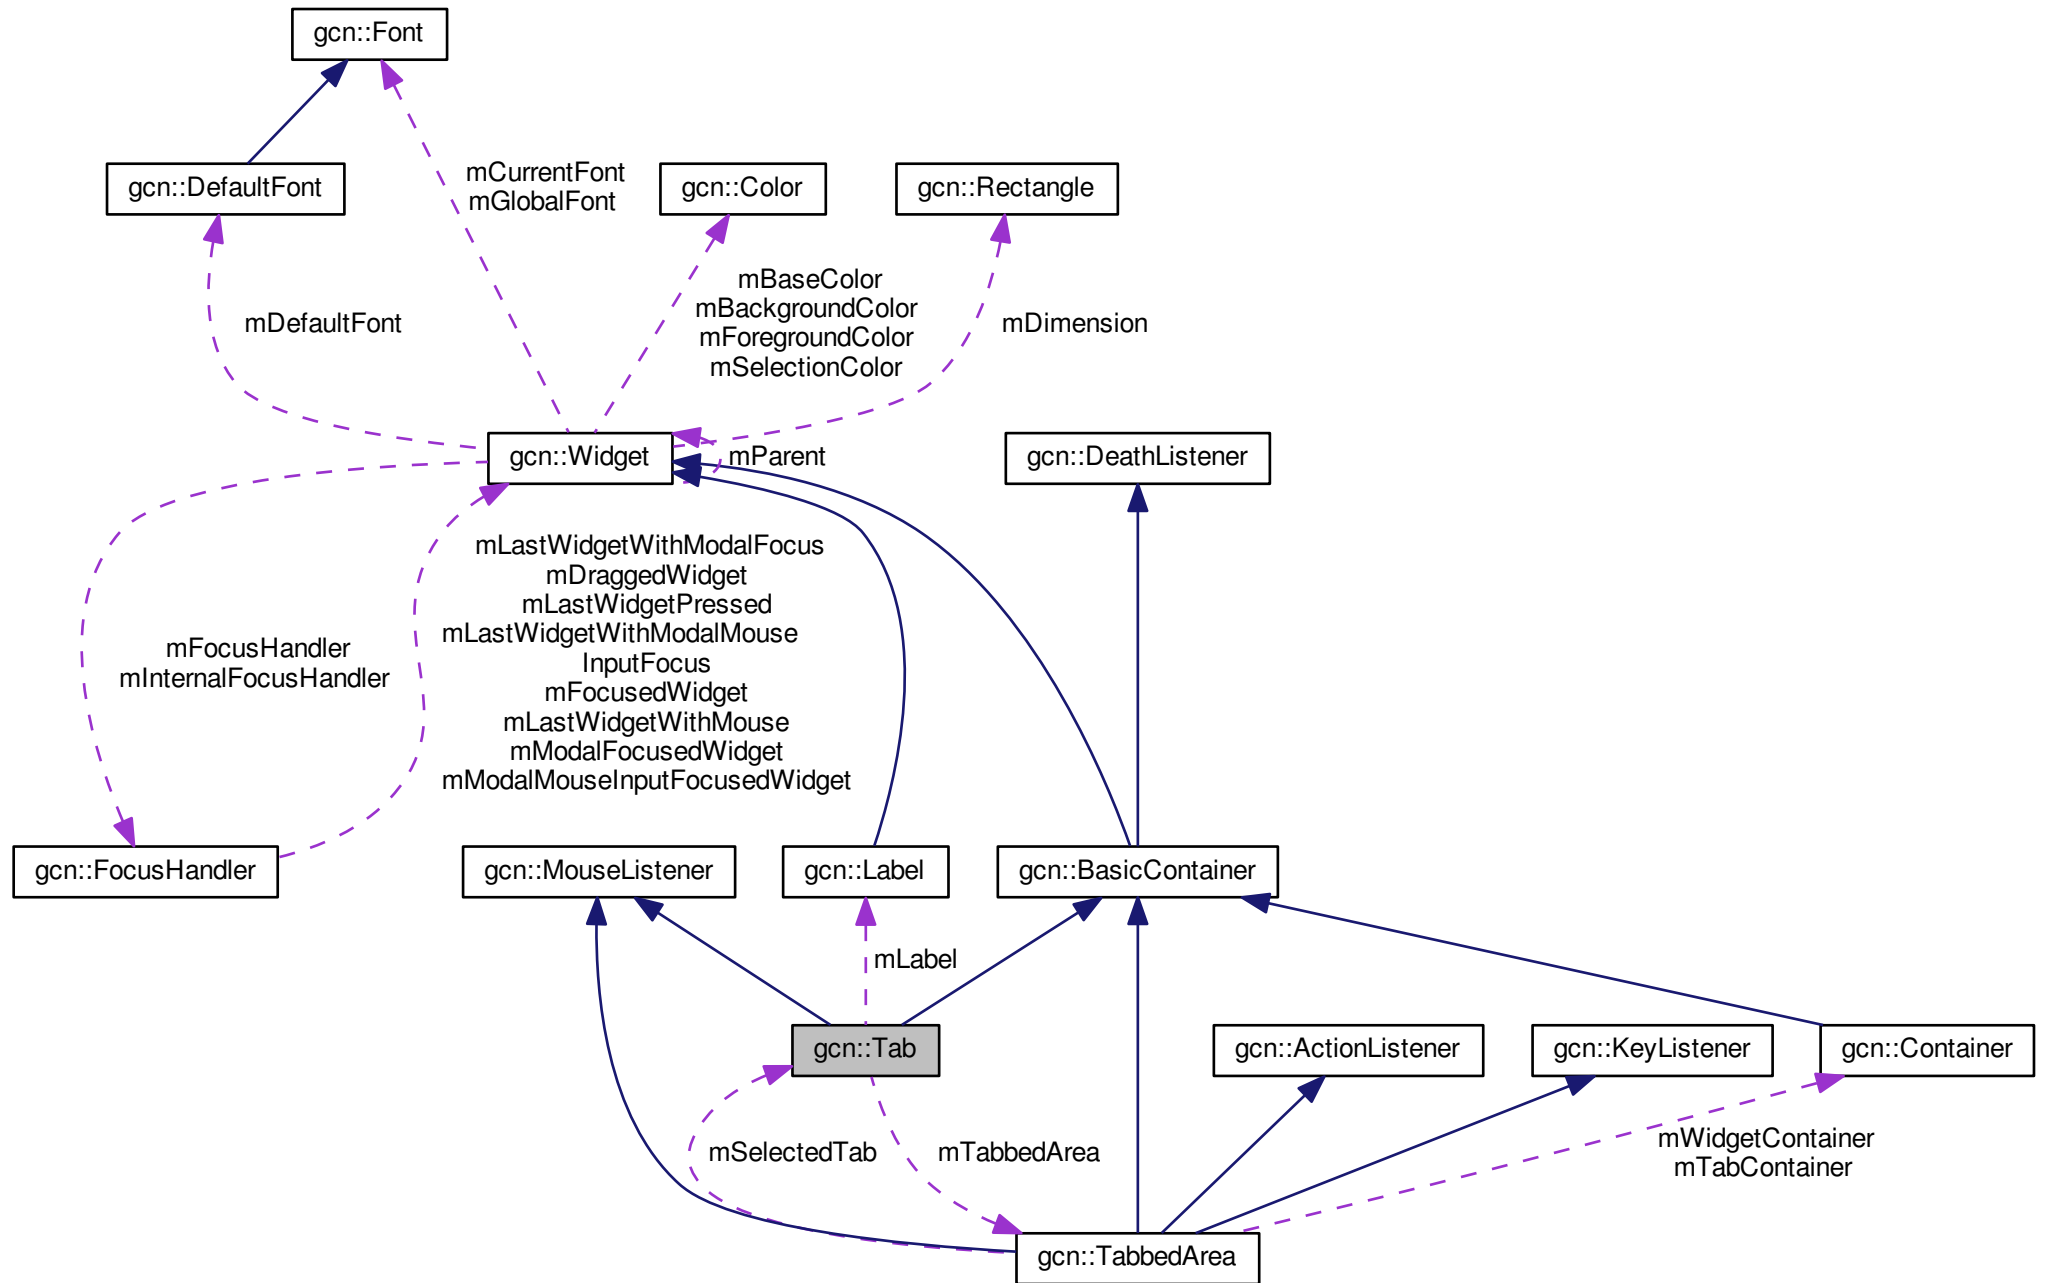 gcn::Font
gcn::DefaultFont
mCurrentFont
mGlobalFont
gcn::Color
gcn::Rectangle
mDefaultFont
mBaseColor
mBackgroundColor
mForegroundColor
mSelectionColor
mDimension
gcn::Widget
mParent
gcn::DeathListener
mFocusHandler
mInternalFocusHandler
mLastWidgetWithModalFocus
mDraggedWidget
mLastWidgetPressed
mLastWidgetWithModalMouse
InputFocus
mFocusedWidget
mLastWidgetWithMouse
mModalFocusedWidget
mModalMouseInputFocusedWidget
gcn::FocusHandler
gcn::MouseListener
gcn::Label
gcn::BasicContainer
mLabel
gcn::Tab
gcn::ActionListener
gcn::KeyListener
gcn::Container
mSelectedTab
mTabbedArea
mWidgetContainer
mTabContainer
gcn::TabbedArea